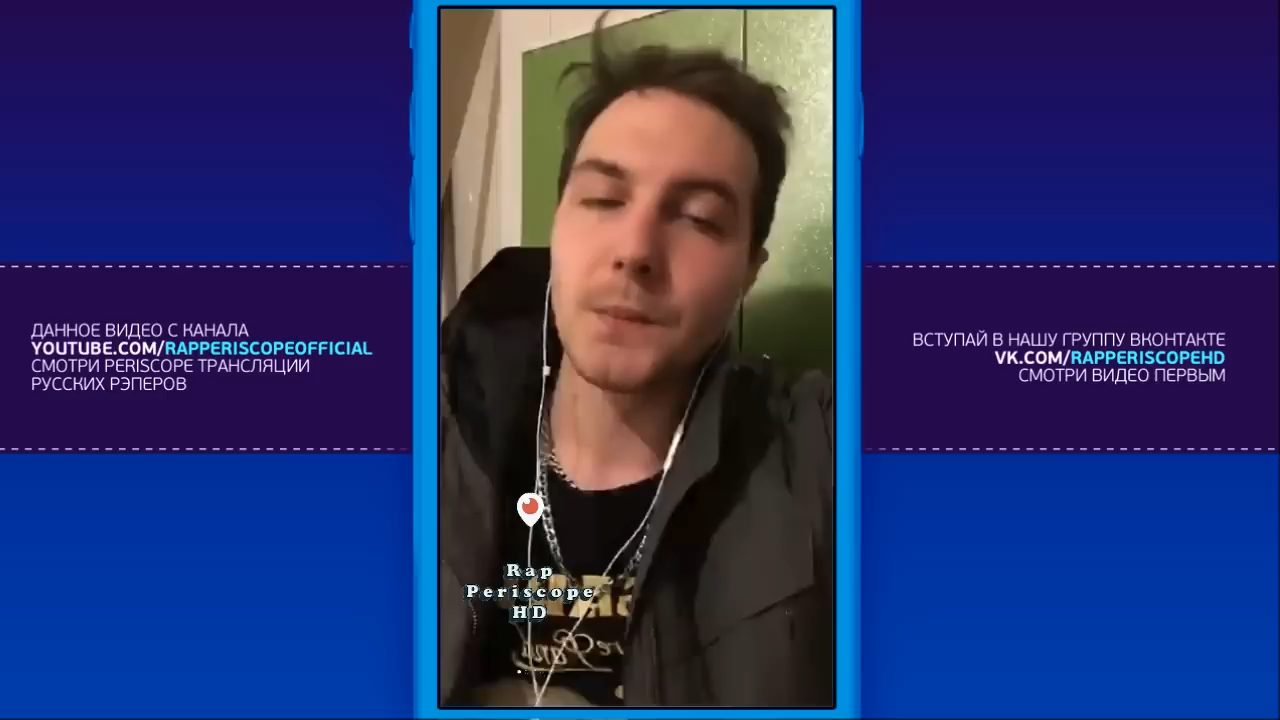 ДАННОЕ ВИДЕО С КАНАЛА
YOUTUBE.COM/RAPPERISCOPEOFFICIAL
СМОТРИ PERISCOPE ТРАНСЛЯЦИИ
РУССКИХ РЭПЕРОВ
ВСТУПАЙ В НАШУ ГРУППУ ВКОНТАКТЕ
VK.COM/RAPPERISCOPEHD
СМОТРИ ВИДЕО ПЕРВЫМ
Rap
Periscope
HD